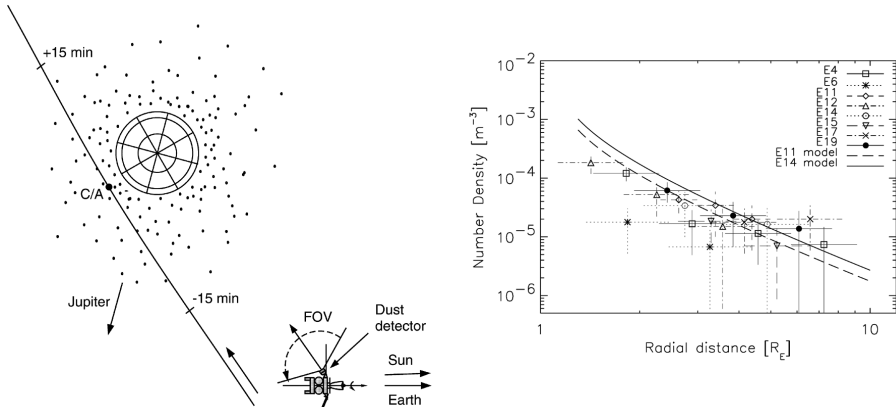 +15 min
C/A
-15 min
Jupiter
FOV
Dust
detector
Sun
Earth
Number Density [m⁻³]
10⁻²
10⁻³
10⁻⁴
10⁻⁵
10⁻⁶
E4
E6
E11
E12
E14
E15
E17
E19
E11 model
E14 model
1
10
Radial distance [R_E]